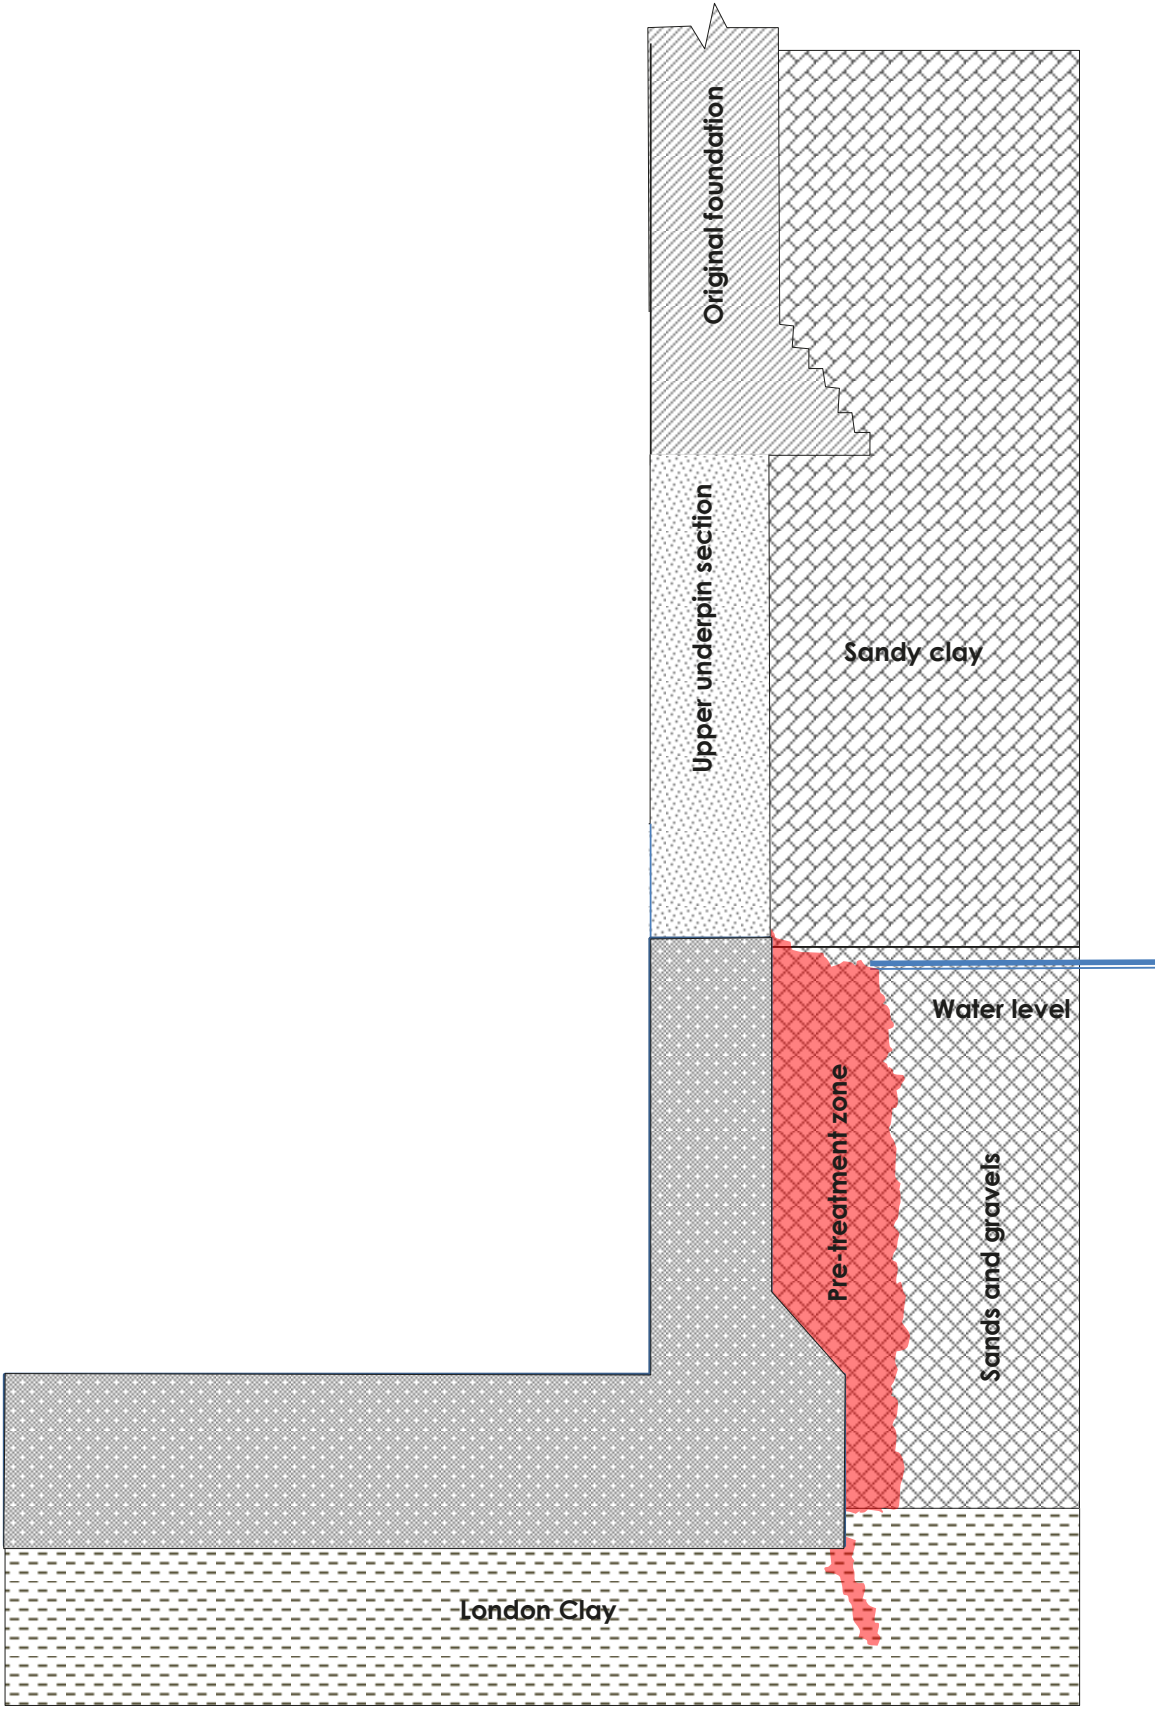 Original foundation
Upper underpin section
Sandy clay
Water level
Pre-treatment zone
Sands and gravels
London Clay